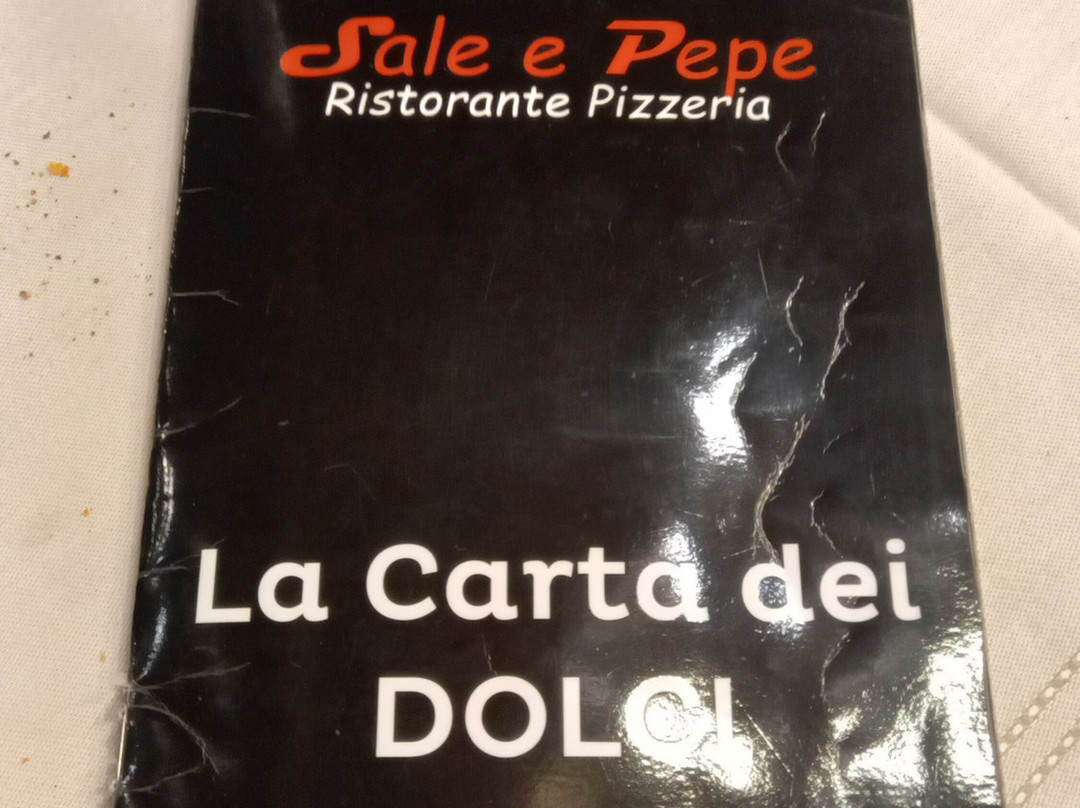 Sale e Pepe
Ristorante Pizzeria
La Carta dei
DOLCI